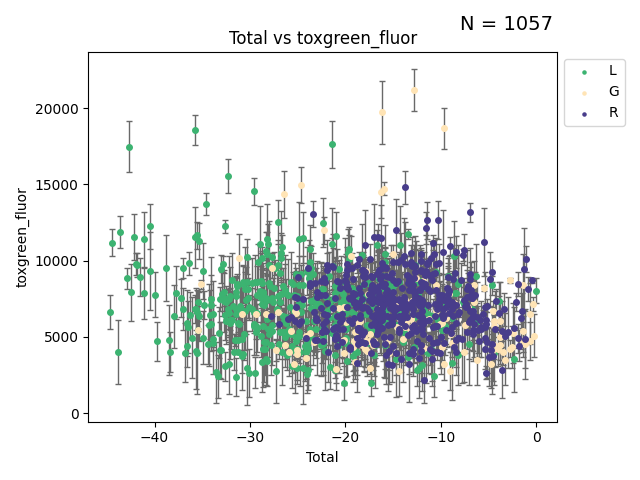 N = 1057
Total vs toxgreen_fluor
L
G
R
toxgreen_fluor
20000
15000
10000
5000
0
−40
−30
−20
−10
0
Total